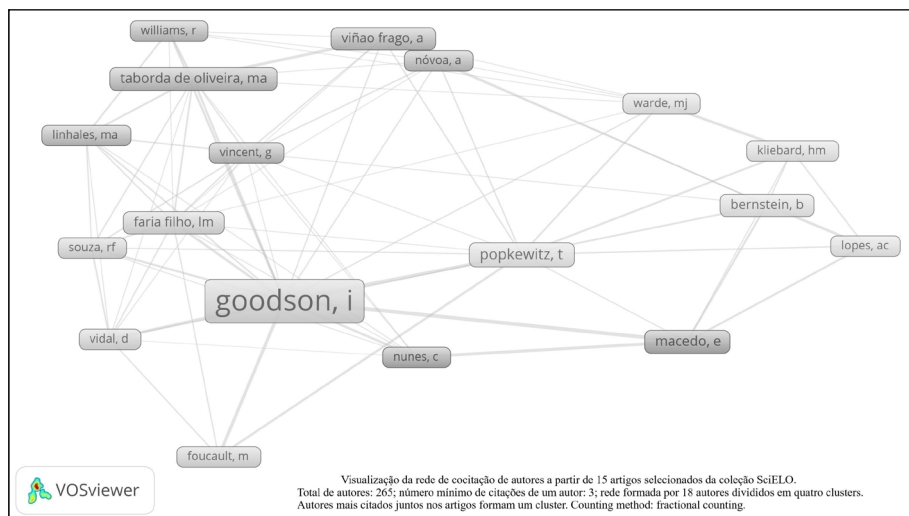 williams, r
viñao frago, a
nóvoa, a
taborda de oliveira, ma
warde, mj
linhales, ma
vincent, g
kliebard, hm
bernstein, b
faria filho, lm
souza, rf
popkewitz, t
lopes, ac
goodson, i
vidal, d
nunes, c
macedo, e
foucault, m
VOSviewer
Visualização da rede de cocitação de autores a partir de 15 artigos selecionados da coleção SciELO.
Total de autores: 265; número mínimo de citações de um autor: 3; rede formada por 18 autores divididos em quatro clusters.
Autores mais citados juntos nos artigos formam um cluster. Counting method: fractional counting.